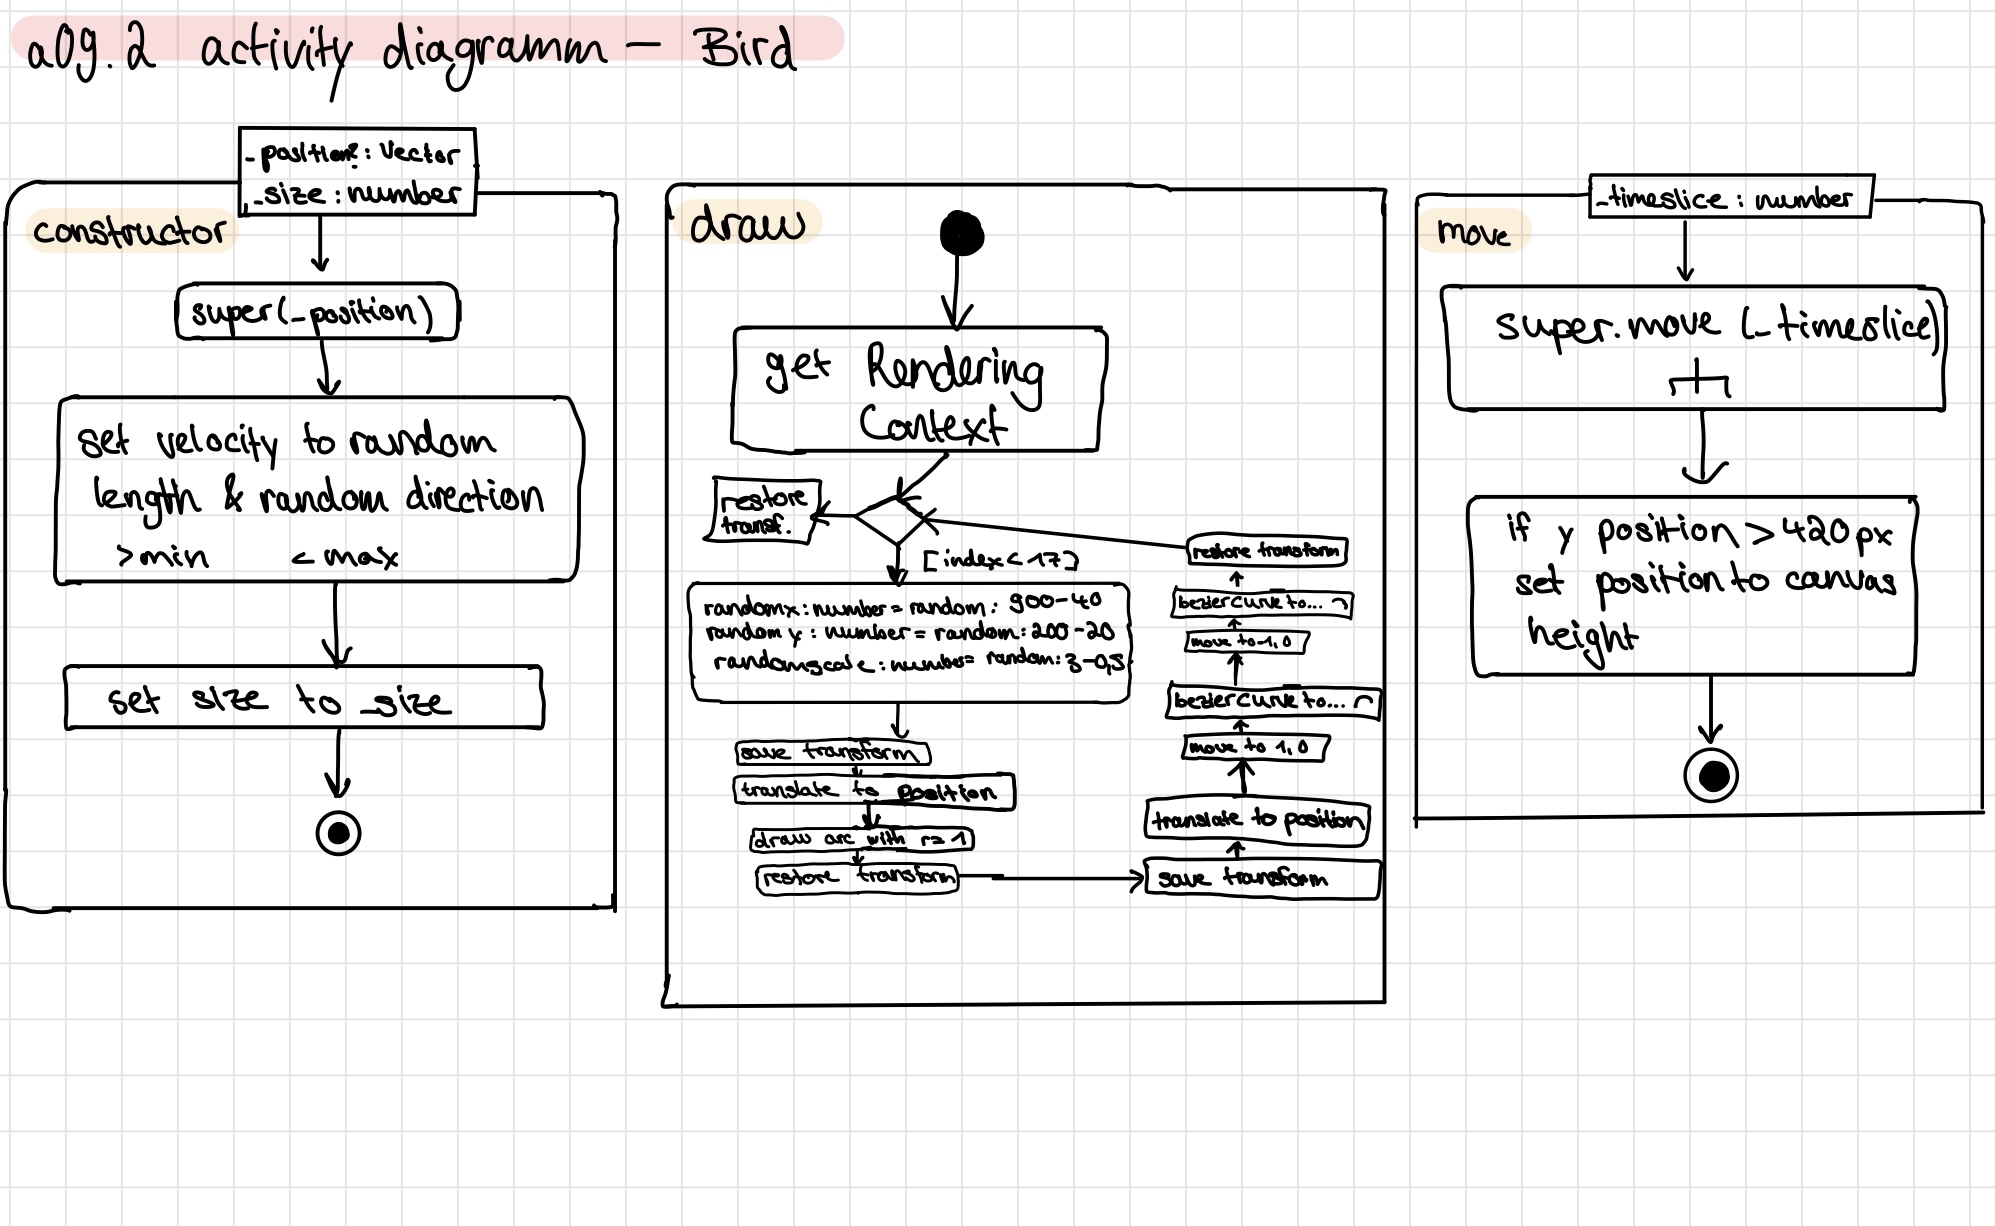 a09.2 activity diagramm - Bird
_position?: Vector
_size : number
constructor
super(_position)
set velocity to random
length & random direction
>min <max
set size to _size
draw
get Rendering
Context
restore
transf.
[index < 17]
randomx : number = random : 900-40
random y : number = random : 200-20
randomscale : number = random : 3-0,5
save transform
translate to position
draw arc with r= 1
restore transform
save transform
translate to position
move to 1,0
bezierCurve to...
move to -1,0
bezierCurve to...
restore transform
_timeslice : number
move
super.move (_timeslice)
if y position > 420px
set position to canvas
height